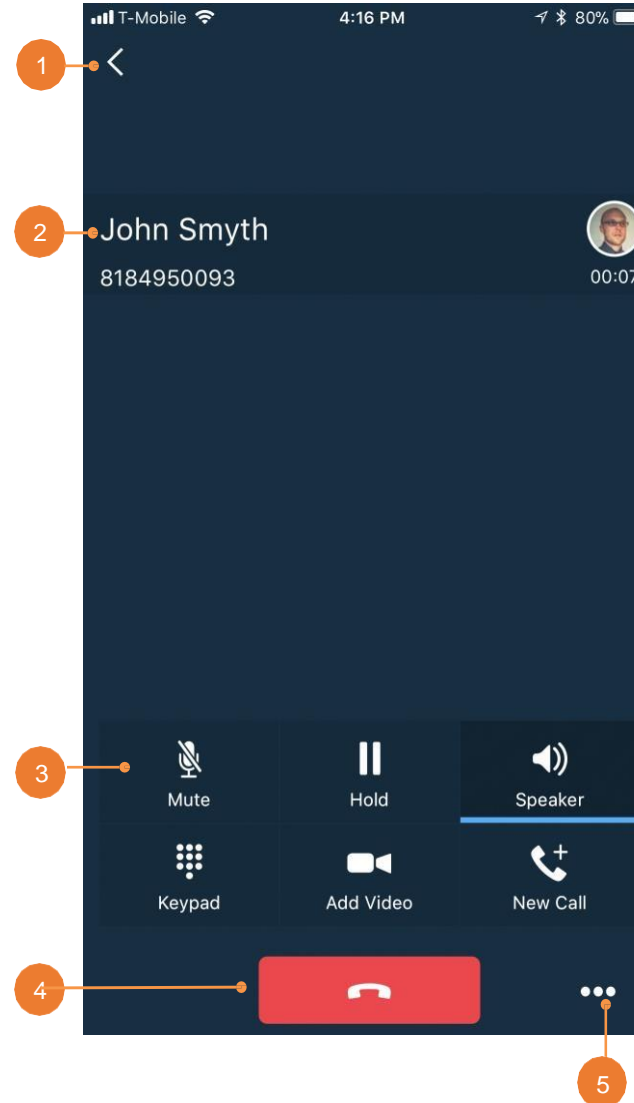 T-Mobile 4:16 PM 80%
1
2 John Smyth
8184950093 00:07
3
Mute Hold Speaker
Keypad Add Video New Call
4
5